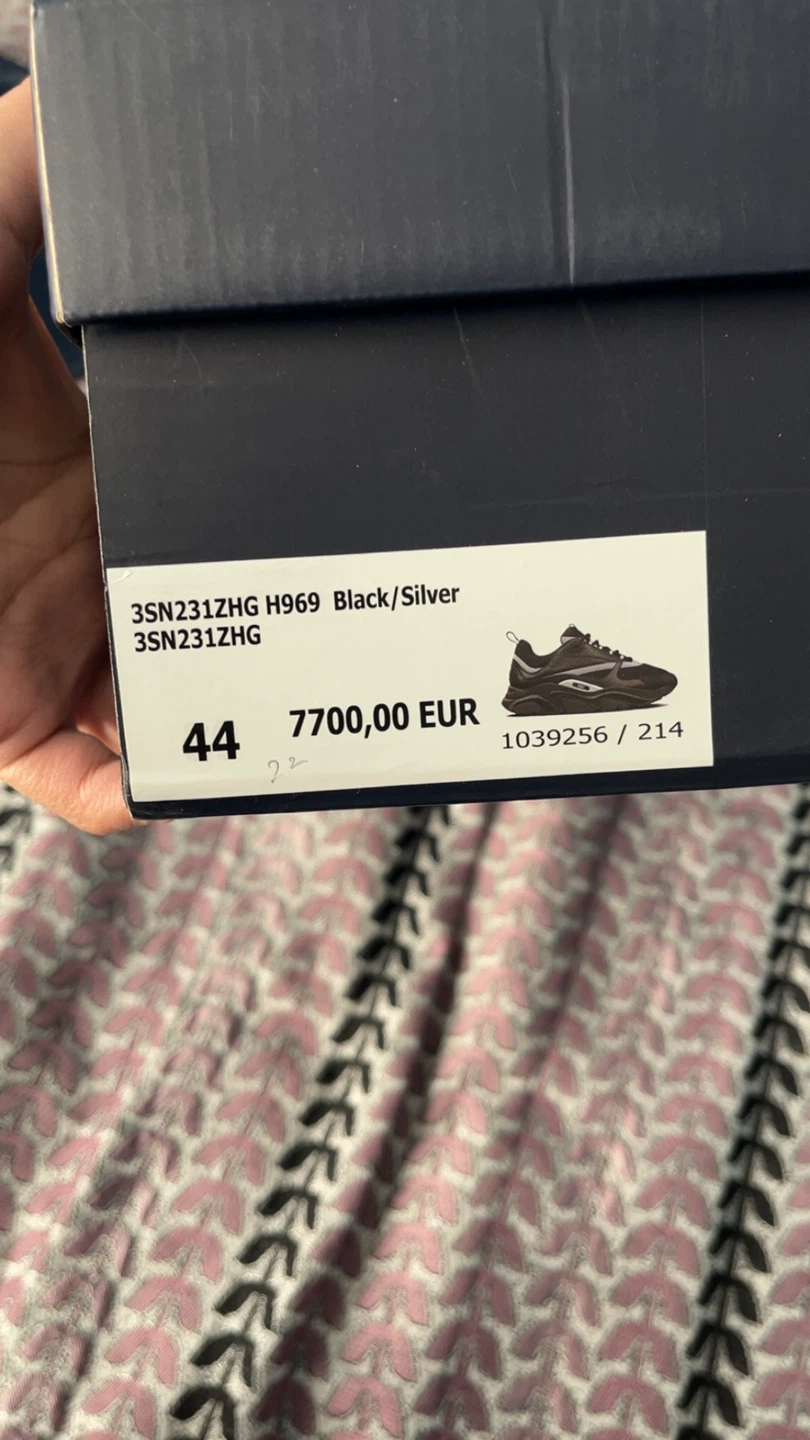 3SN231ZHG H969 Black/Silver
3SN231ZHG
44
7700,00 EUR
1039256 / 214